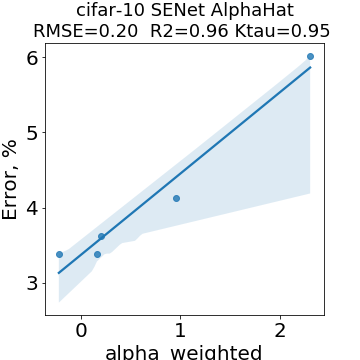 cifar-10 SENet AlphaHat
RMSE=0.20 R2=0.96 Ktau=0.95
6
5
4
3
Error, %
0 1 2
alpha_weighted